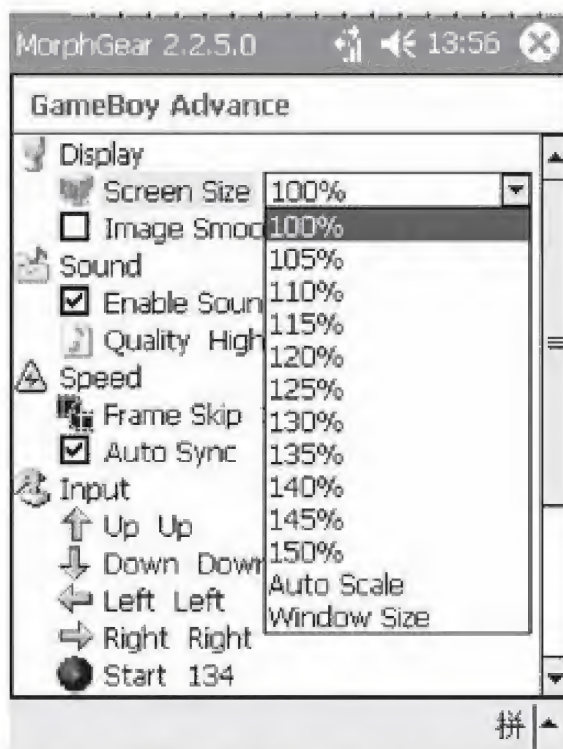 MorphGear 2.2.5.0 13:56
GameBoy Advance
Display
Screen Size 100%
Image Smoo
100%
105%
110%
115%
120%
125%
130%
135%
140%
145%
150%
Auto Scale
Window Size
Sound
Enable Soun
Quality High
Speed
Frame Skip
Auto Sync
Input
Up Up
Down Down
Left Left
Right Right
Start 134
拼